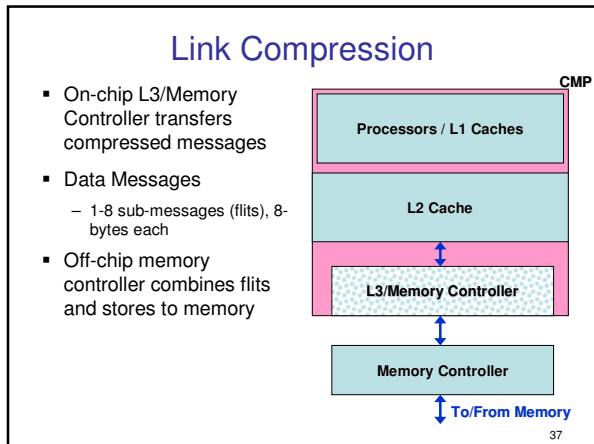 Link Compression
▪ On-chip L3/Memory
Controller transfers
compressed messages
▪ Data Messages
– 1-8 sub-messages (flits), 8-
bytes each
▪ Off-chip memory
controller combines flits
and stores to memory
CMP
Processors / L1 Caches
L2 Cache
L3/Memory Controller
Memory Controller
To/From Memory
37